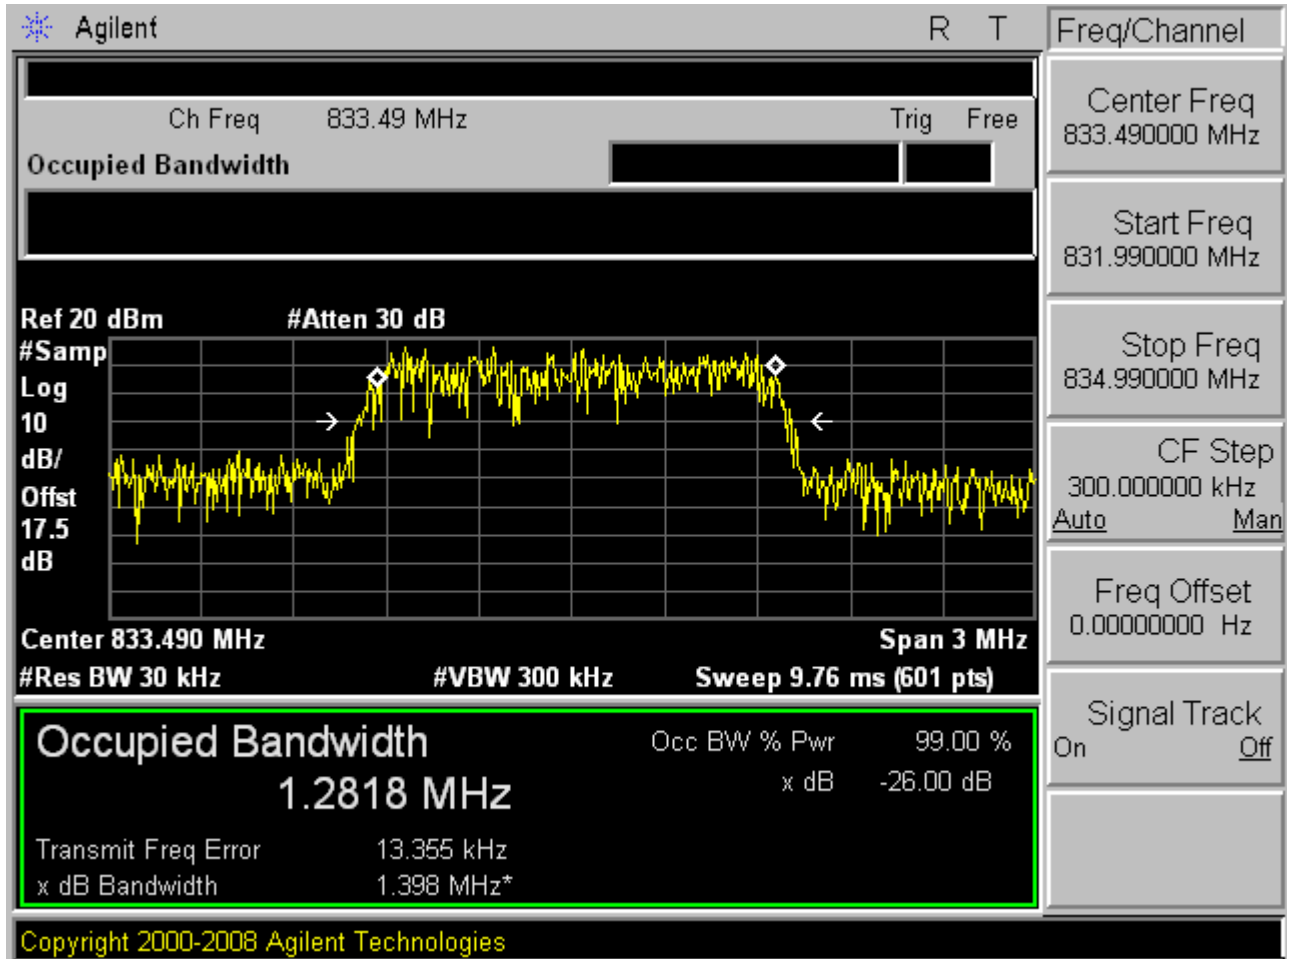 Agilent R T
Ch Freq 833.49 MHz Trig Free
Occupied Bandwidth
Ref 20 dBm #Atten 30 dB
#Samp
Log
10
dB/
Offst
17.5
dB
Center 833.490 MHz Span 3 MHz
#Res BW 30 kHz #VBW 300 kHz Sweep 9.76 ms (601 pts)
Occupied Bandwidth Occ BW % Pwr 99.00 %
1.2818 MHz x dB -26.00 dB
Transmit Freq Error 13.355 kHz
x dB Bandwidth 1.398 MHz*
Copyright 2000-2008 Agilent Technologies
Freq/Channel
Center Freq
833.490000 MHz
Start Freq
831.990000 MHz
Stop Freq
834.990000 MHz
CF Step
300.000000 kHz
Auto Man
Freq Offset
0.00000000 Hz
Signal Track
On Off